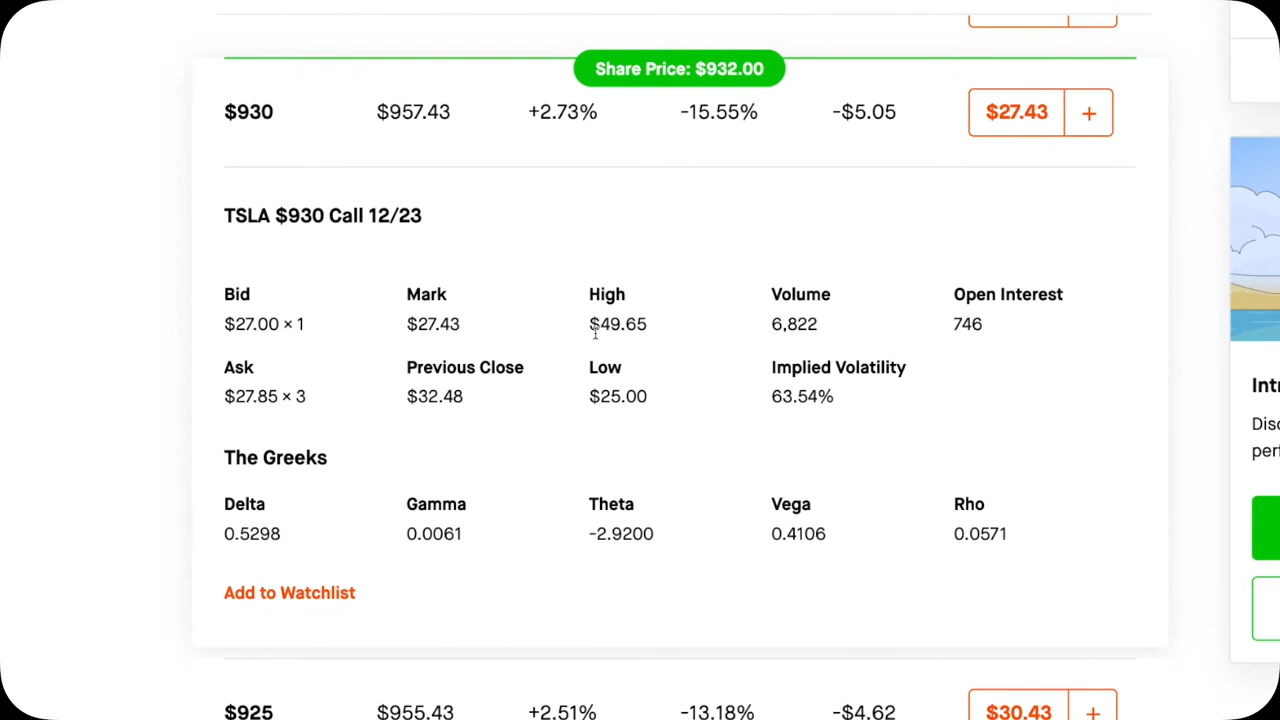 Share Price: $932.00
$930 $957.43 +2.73% -15.55% -$5.05 $27.43 +
TSLA $930 Call 12/23
Bid Mark High Volume Open Interest
$27.00 × 1 $27.43 $49.65 6,822 746
Ask Previous Close Low Implied Volatility
$27.85 × 3 $32.48 $25.00 63.54%
The Greeks
Delta Gamma Theta Vega Rho
0.5298 0.0061 -2.9200 0.4106 0.0571
Add to Watchlist
$925 $955.43 +2.51% -13.18% -$4.62 $30.43 +